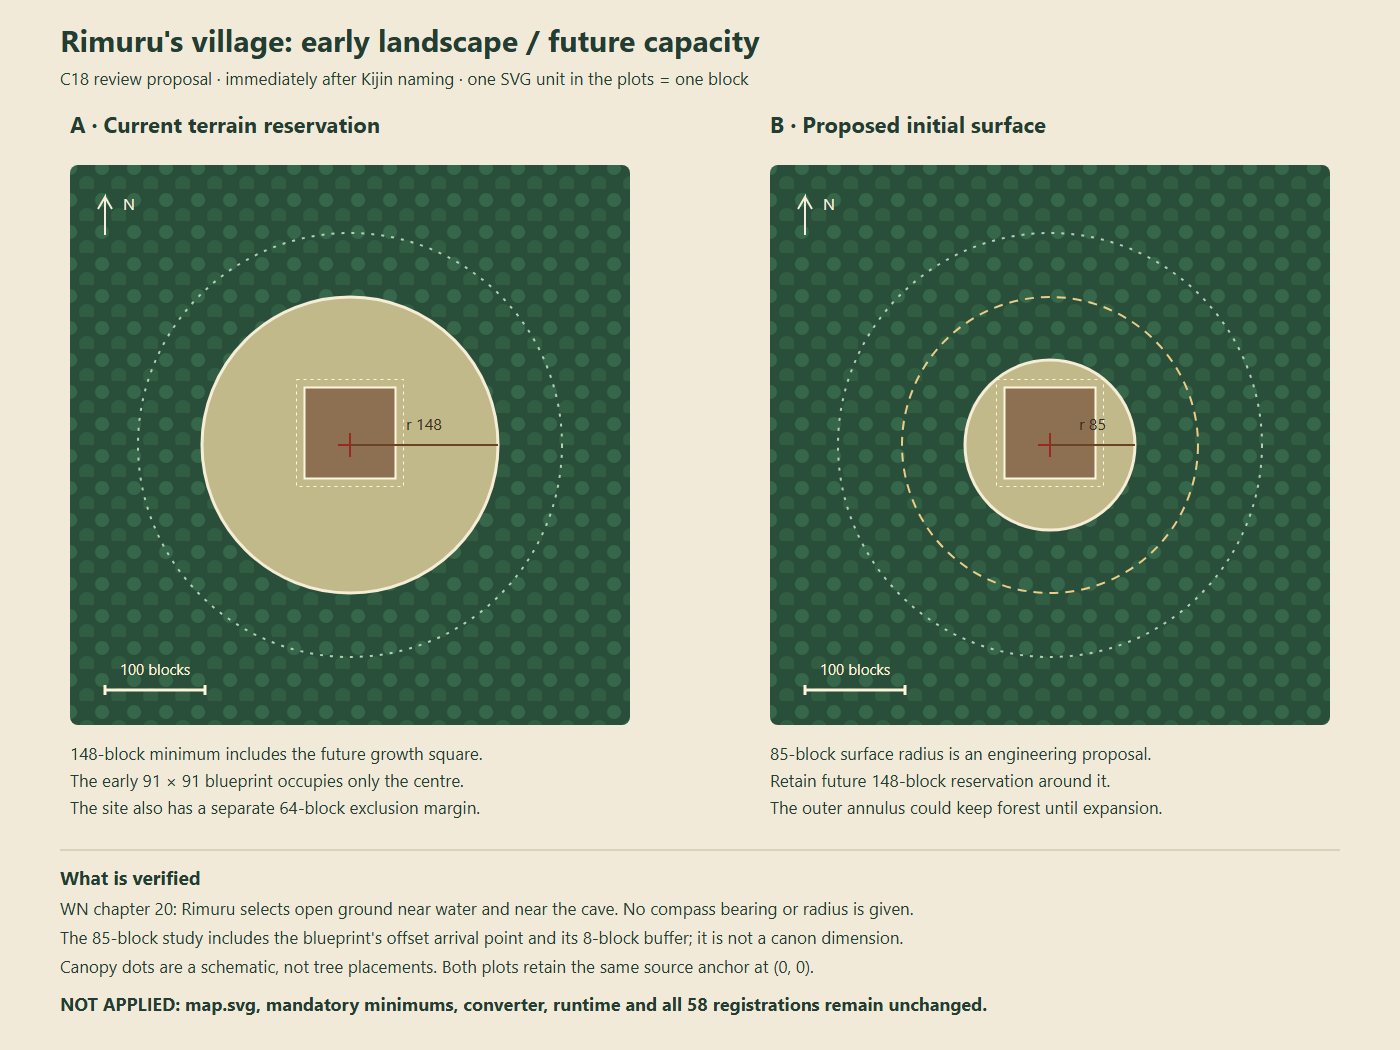 Rimuru's village: early landscape / future capacity
C18 review proposal · immediately after Kijin naming · one SVG unit in the plots = one block
A · Current terrain reservation
N
r 148
100 blocks
148-block minimum includes the future growth square.
The early 91 × 91 blueprint occupies only the centre.
The site also has a separate 64-block exclusion margin.
B · Proposed initial surface
N
r 85
100 blocks
85-block surface radius is an engineering proposal.
Retain future 148-block reservation around it.
The outer annulus could keep forest until expansion.
What is verified
WN chapter 20: Rimuru selects open ground near water and near the cave. No compass bearing or radius is given.
The 85-block study includes the blueprint's offset arrival point and its 8-block buffer; it is not a canon dimension.
Canopy dots are a schematic, not tree placements. Both plots retain the same source anchor at (0, 0).
NOT APPLIED: map.svg, mandatory minimums, converter, runtime and all 58 registrations remain unchanged.